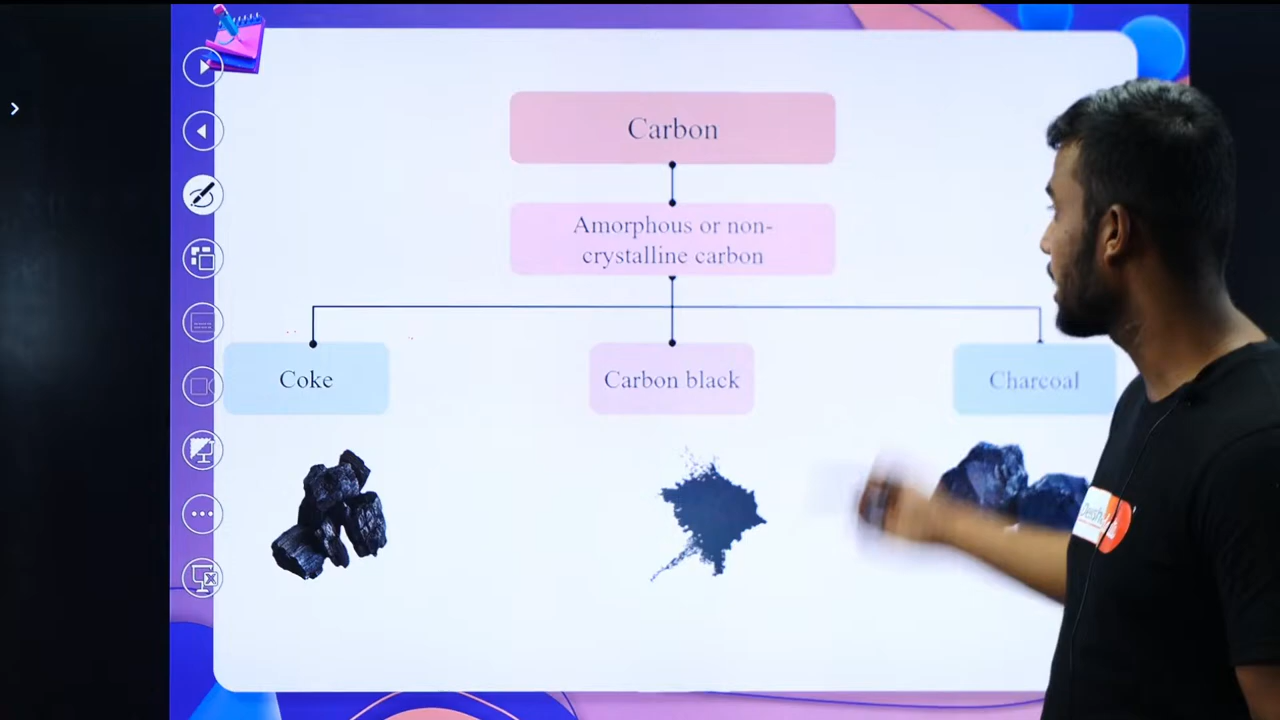 Carbon
Amorphous or non-
crystalline carbon
Coke
Carbon black
Charcoal